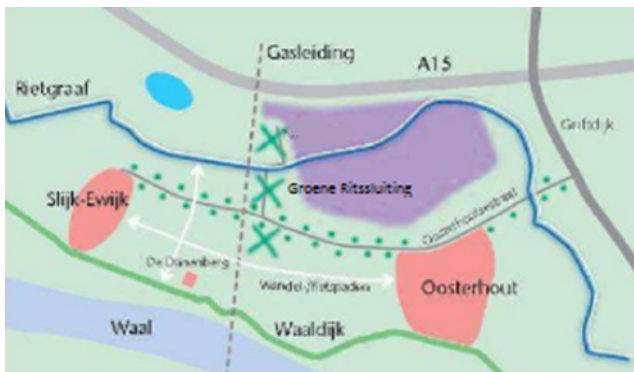 Gasleiding
A15
Rietgraaf
Griftdijk
Groene Ritssluiting
Slijk-Ewijk
Oosterhoutsestraat
De Danenberg
Wandel-/fietspaden
Oosterhout
Waal
Waaldijk